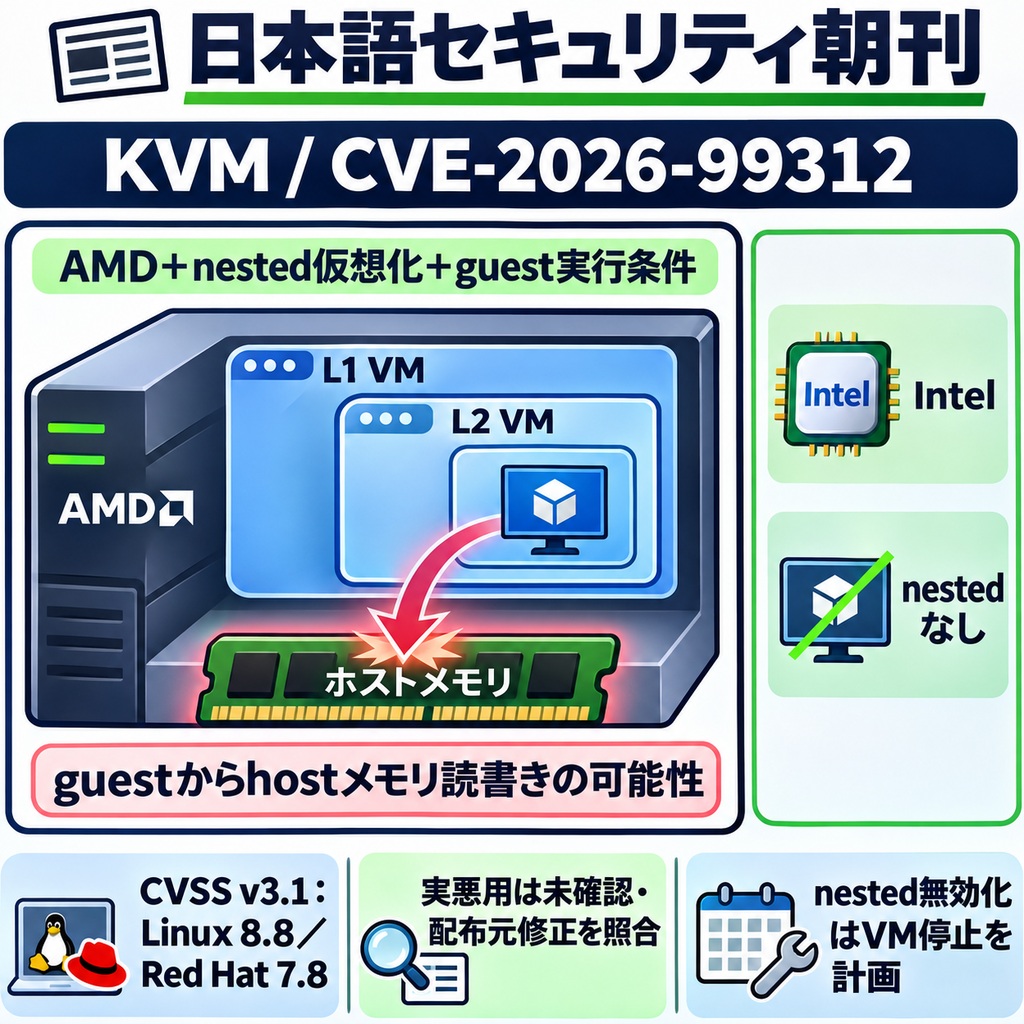 日本語セキュリティ朝刊
KVM / CVE-2026-99312
AMD＋nested仮想化＋guest実行条件
L1 VM
L2 VM
AMD
ホストメモリ
guestからhostメモリ読書きの可能性
Intel
Intel
nested
なし
CVSS v3.1：
Linux 8.8／
Red Hat 7.8
実悪用は未確認・
配布元修正を照合
nested無効化
はVM停止を
計画